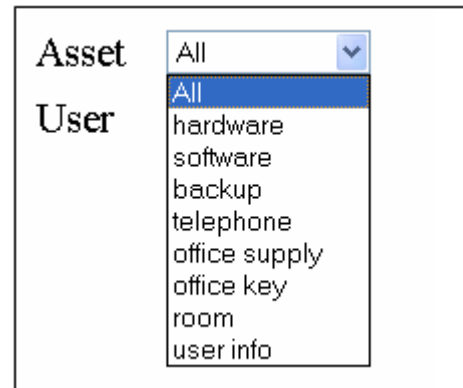 Asset All
All
User
hardware
software
backup
telephone
office supply
office key
room
user info